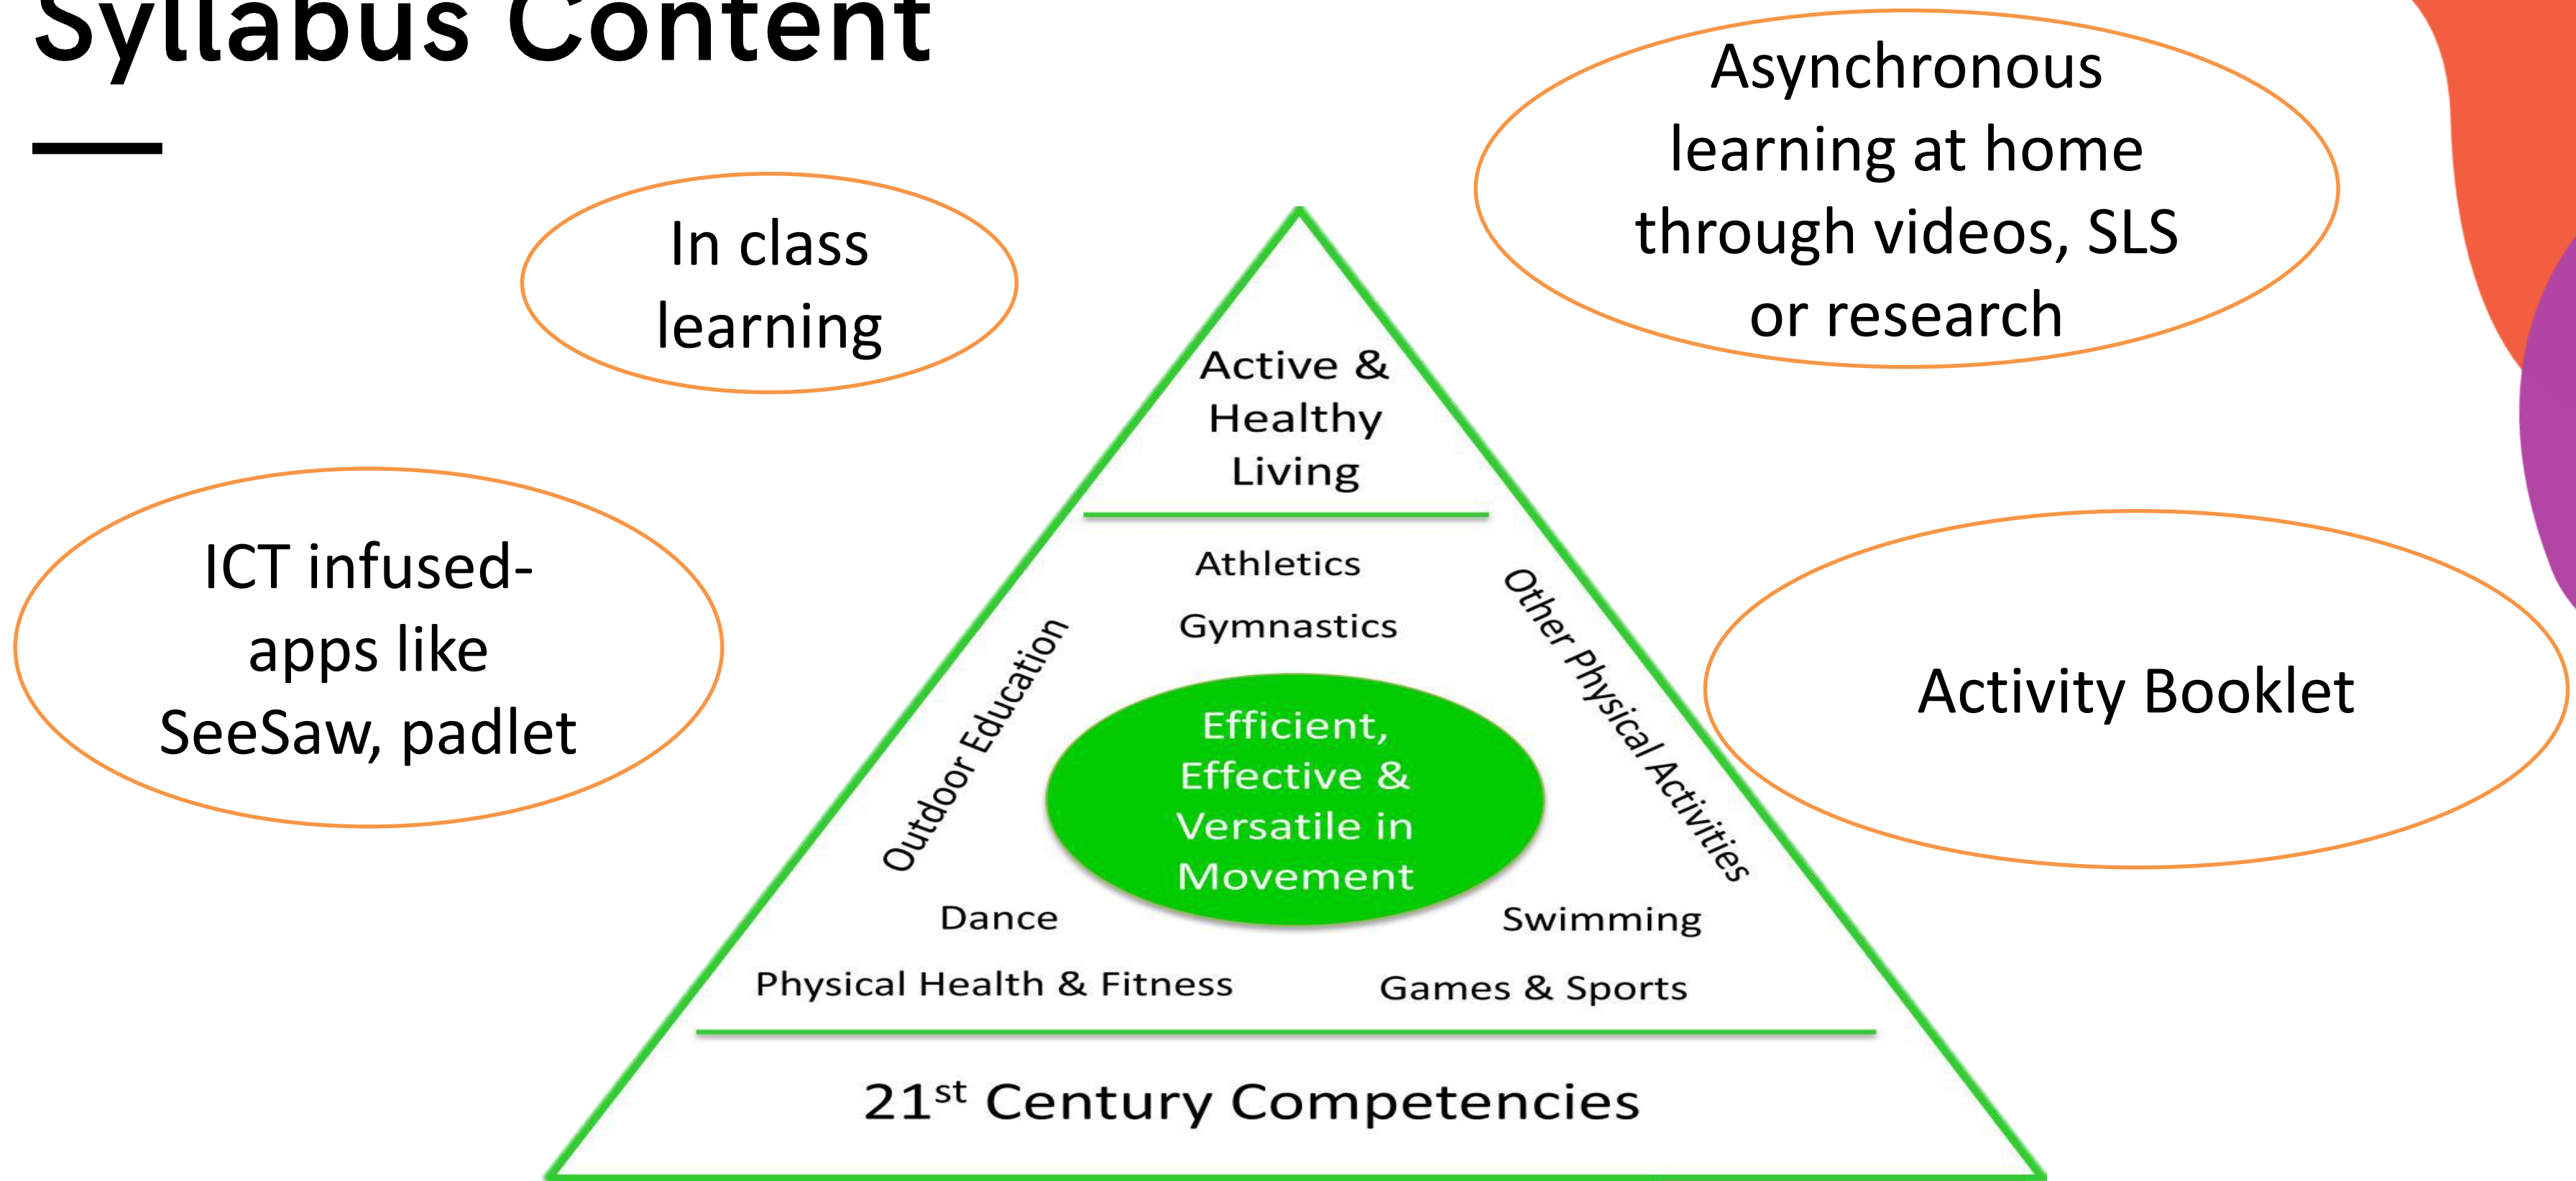 Syllabus Content
Asynchronous
learning at home
through videos, SLS
or research
In class
learning
Active &
Healthy
Living
ICT infused-
apps like
SeeSaw, padlet
Athletics
Gymnastics
Outdoor Education
Other Physical Activities
Efficient,
Effective &
Versatile in
Movement
Activity Booklet
Dance
Swimming
Physical Health & Fitness
Games & Sports
21st Century Competencies